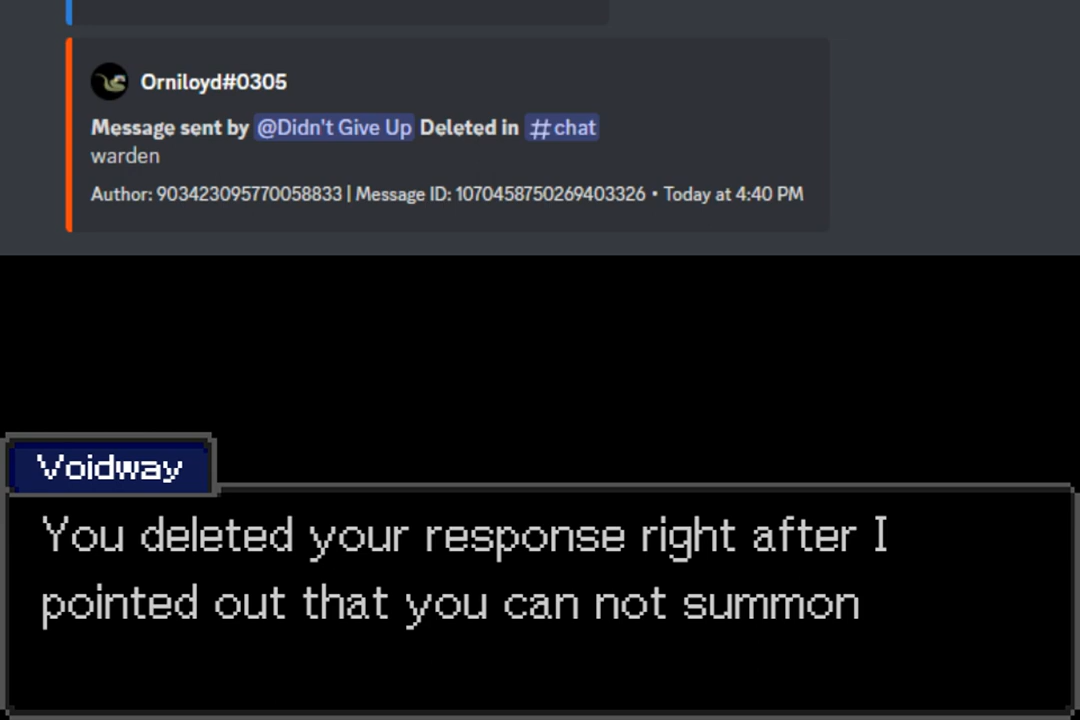 Orniloyd#0305
Message sent by @Didn't Give Up Deleted in #chat
warden
Author: 903423095770058833 | Message ID: 1070458750269403326 • Today at 4:40 PM
Voidway
You deleted your response right after I
pointed out that you can not summon